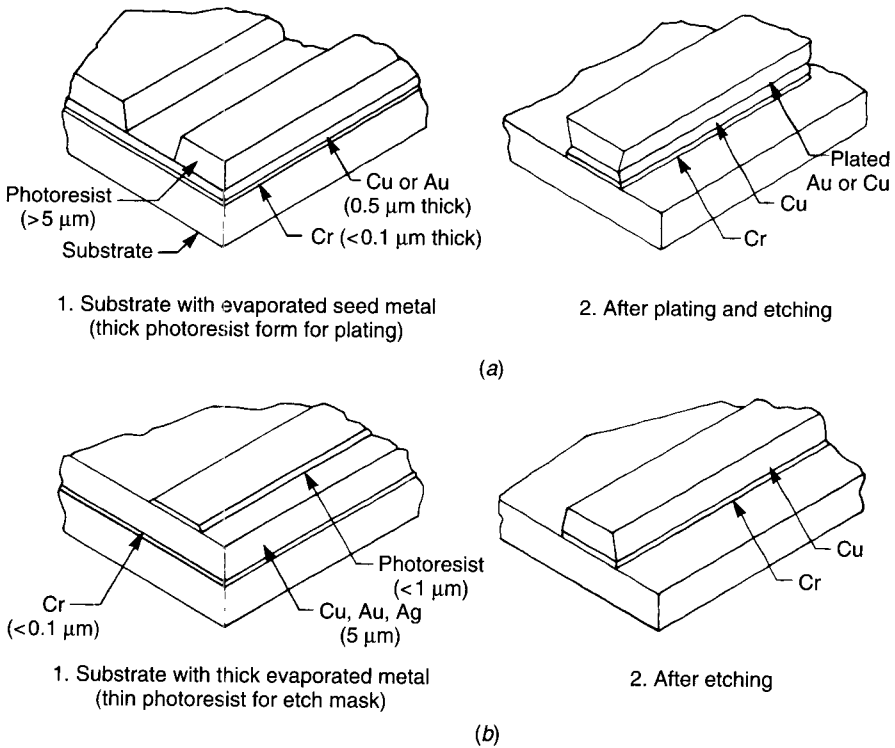 Photoresist
(>5 μm)
Substrate
Cu or Au
(0.5 μm thick)
Cr (<0.1 μm thick)
1. Substrate with evaporated seed metal
(thick photoresist form for plating)
Plated
Au or Cu
Cu
Cr
2. After plating and etching
(a)
Cr
(<0.1 μm)
Photoresist
(<1 μm)
Cu, Au, Ag
(5 μm)
1. Substrate with thick evaporated metal
(thin photoresist for etch mask)
Cu
Cr
2. After etching
(b)